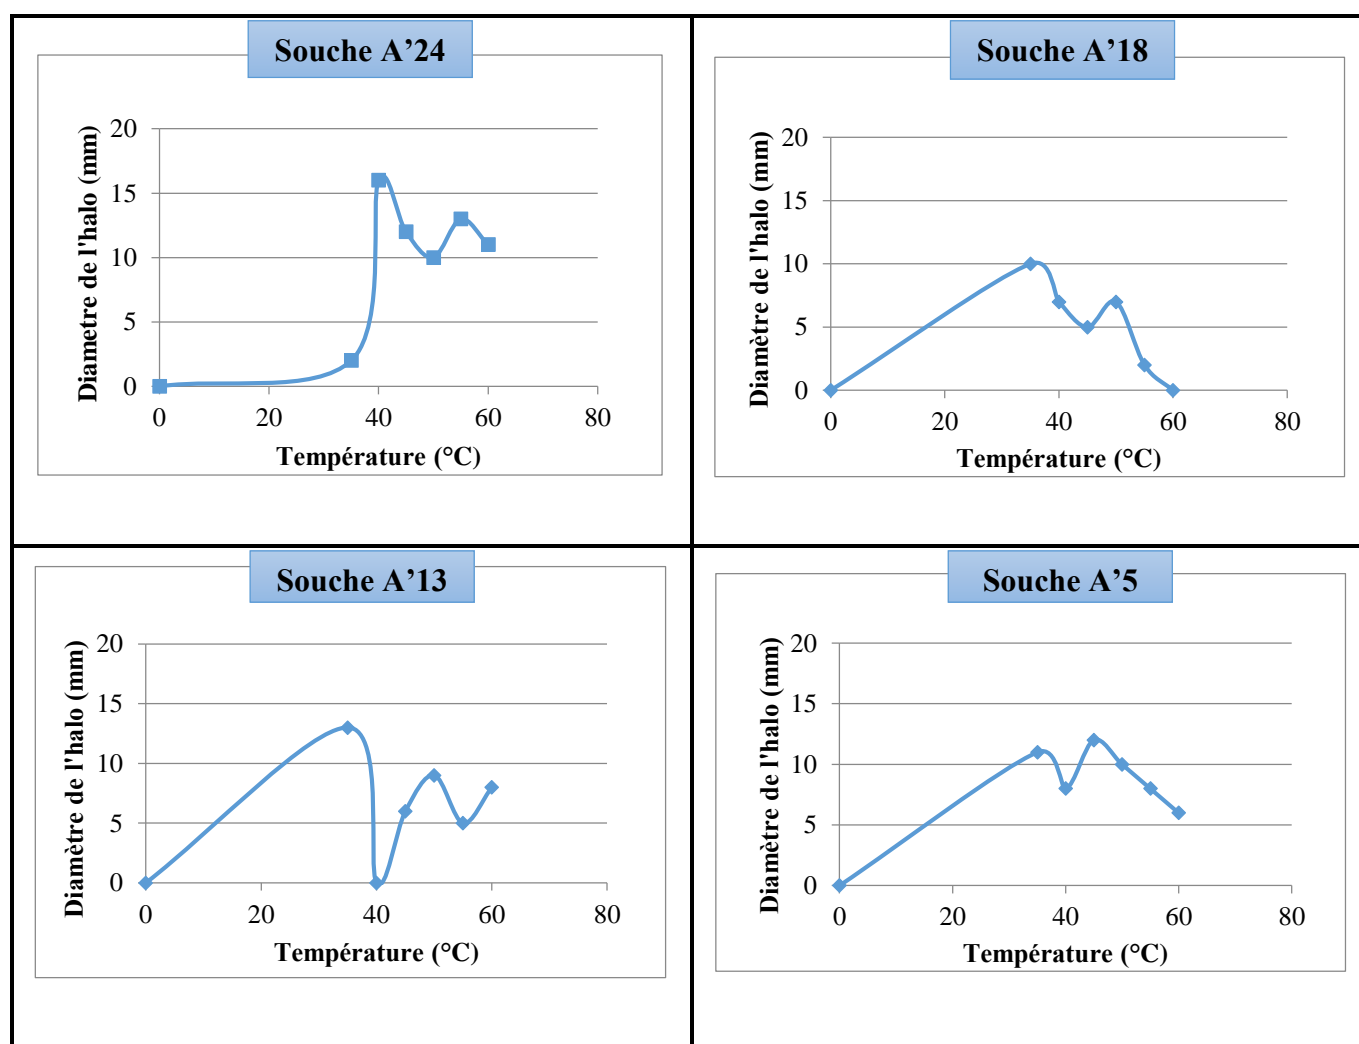 Souche A’24
Diametre de l'halo (mm)
20
15
10
5
0
0 20 40 60 80
Température (°C)
Souche A’18
Diamètre de l'halo (mm)
20
15
10
5
0
0 20 40 60 80
Température (°C)
Souche A’13
Diamètre de l'halo (mm)
20
15
10
5
0
0 20 40 60 80
Température (°C)
Souche A’5
Diamètre de l'halo (mm)
20
15
10
5
0
0 20 40 60 80
Température (°C)